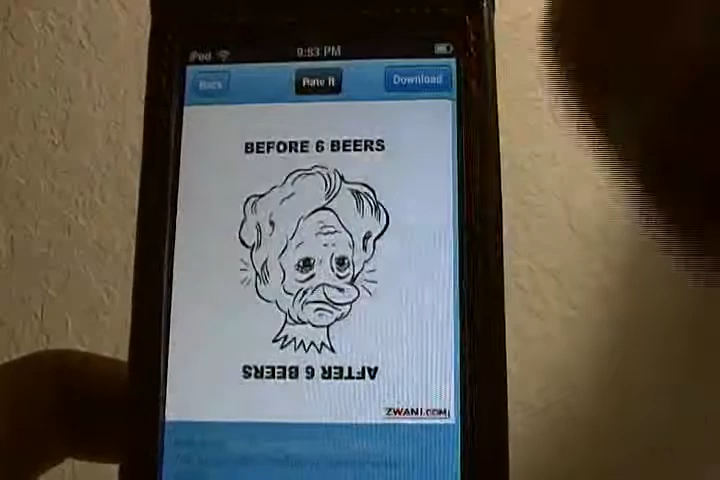 iPod 9:53 PM
Back Rate It Download
BEFORE 6 BEERS
AFTER 6 BEERS
ZWANI.COM